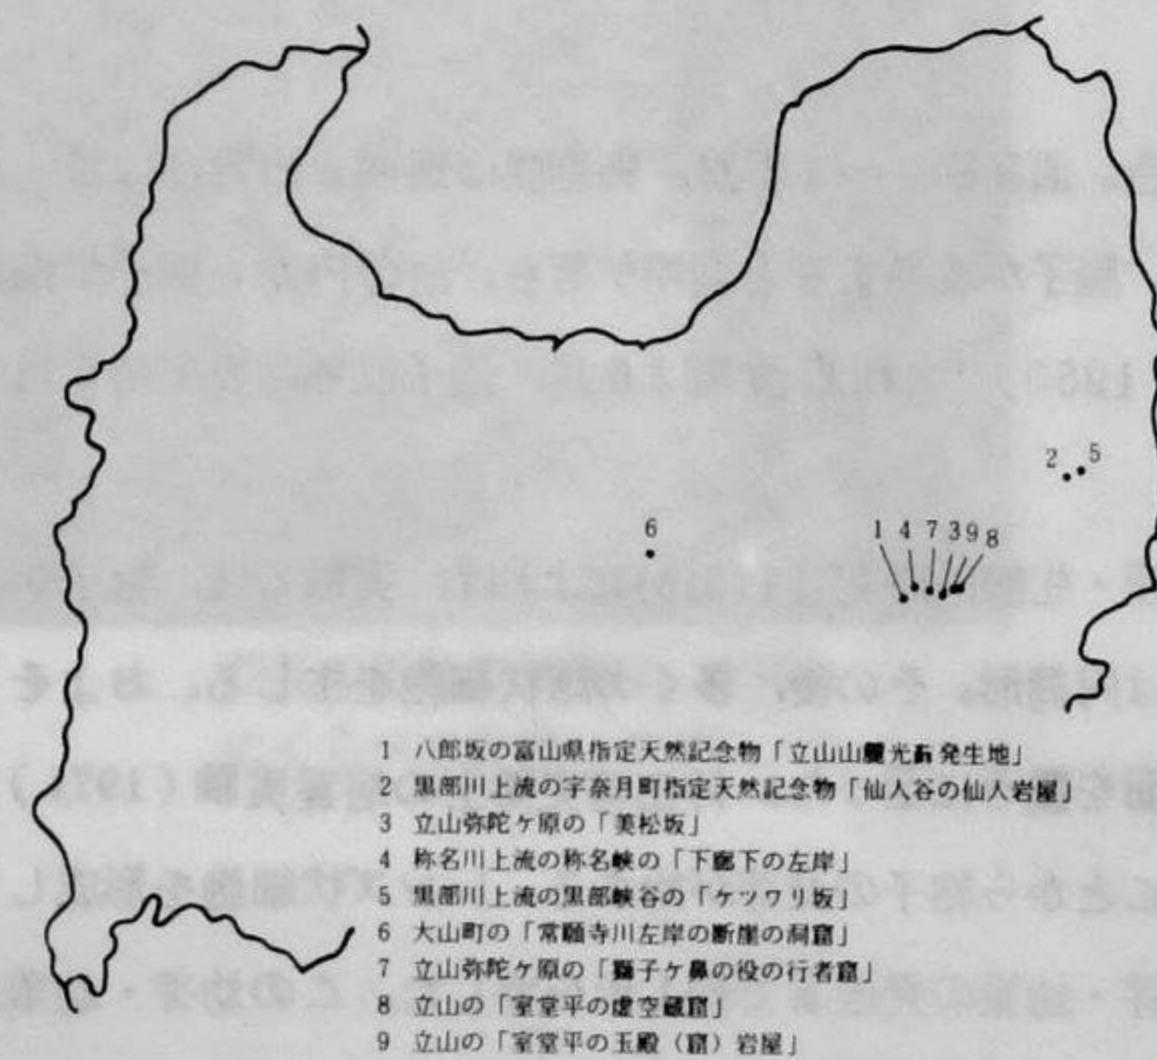 2 5
6
1 4 7 3 9 8
1 八郎坂の富山県指定天然記念物「立山山麓光蘚発生地」
2 黒部川上流の宇奈月町指定天然記念物「仙人谷の仙人岩屋」
3 立山弥陀ケ原の「美松坂」
4 称名川上流の称名峡の「下廊下の左岸」
5 黒部川上流の黒部峡谷の「ケツワリ坂」
6 大山町の「常願寺川左岸の断崖の洞窟」
7 立山弥陀ケ原の「獅子ケ鼻の役の行者窟」
8 立山の「室堂平の虚空蔵窟」
9 立山の「室堂平の玉殿（窟）岩屋」